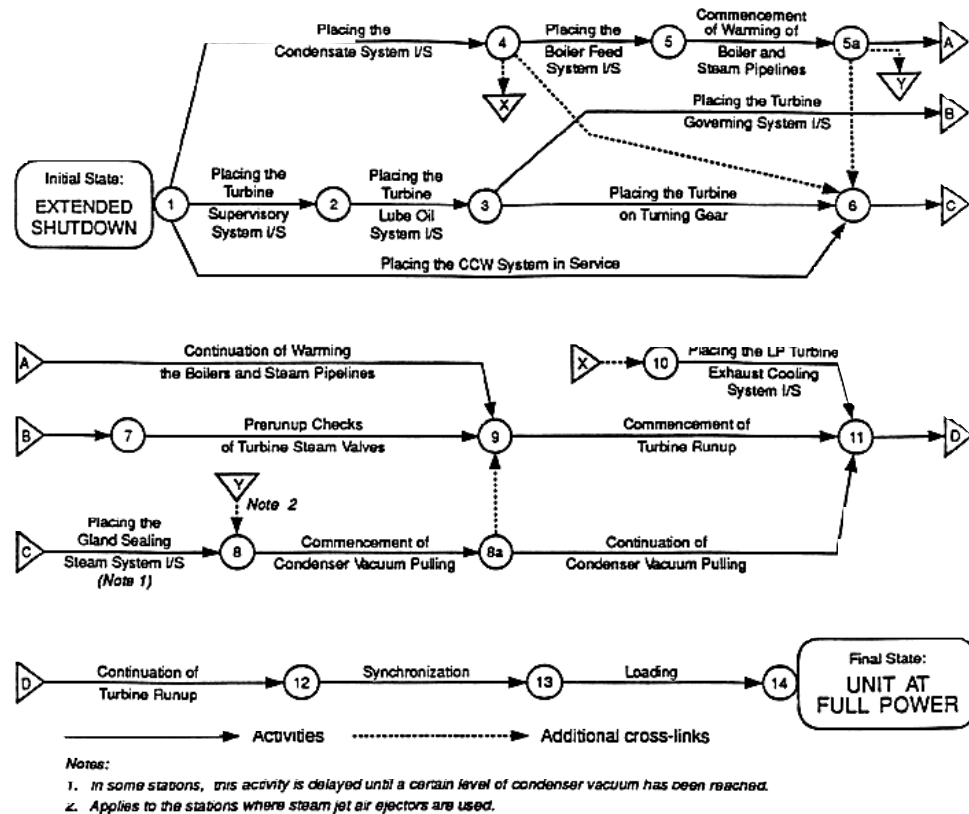 Placing the
Condensate System I/S
4
Placing the
Boiler Feed
System I/S
5
Commencement
of Warming of
Boiler and
Steam Pipelines
5a
A
X
Y
Placing the Turbine
Governing System I/S
B
Initial State:
EXTENDED
SHUTDOWN
1
Placing the
Turbine
Supervisory
System I/S
2
Placing the
Turbine
Lube Oil
System I/S
3
Placing the Turbine
on Turning Gear
6
C
Placing the CCW System in Service
A
Continuation of Warming
the Boilers and Steam Pipelines
X
10
Placing the LP Turbine
Exhaust Cooling
System I/S
B
7
Prerunup Checks
of Turbine Steam Valves
9
Commencement of
Turbine Runup
11
D
Y
Note 2
C
Placing the
Gland Sealing
Steam System I/S
(Note 1)
8
Commencement of
Condenser Vacuum Pulling
8a
Continuation of
Condenser Vacuum Pulling
D
Continuation of
Turbine Runup
12
Synchronization
13
Loading
14
Final State:
UNIT AT
FULL POWER
Activities
Additional cross-links
Notes:
1. In some stations, this activity is delayed until a certain level of condenser vacuum has been reached.
2. Applies to the stations where steam jet air ejectors are used.